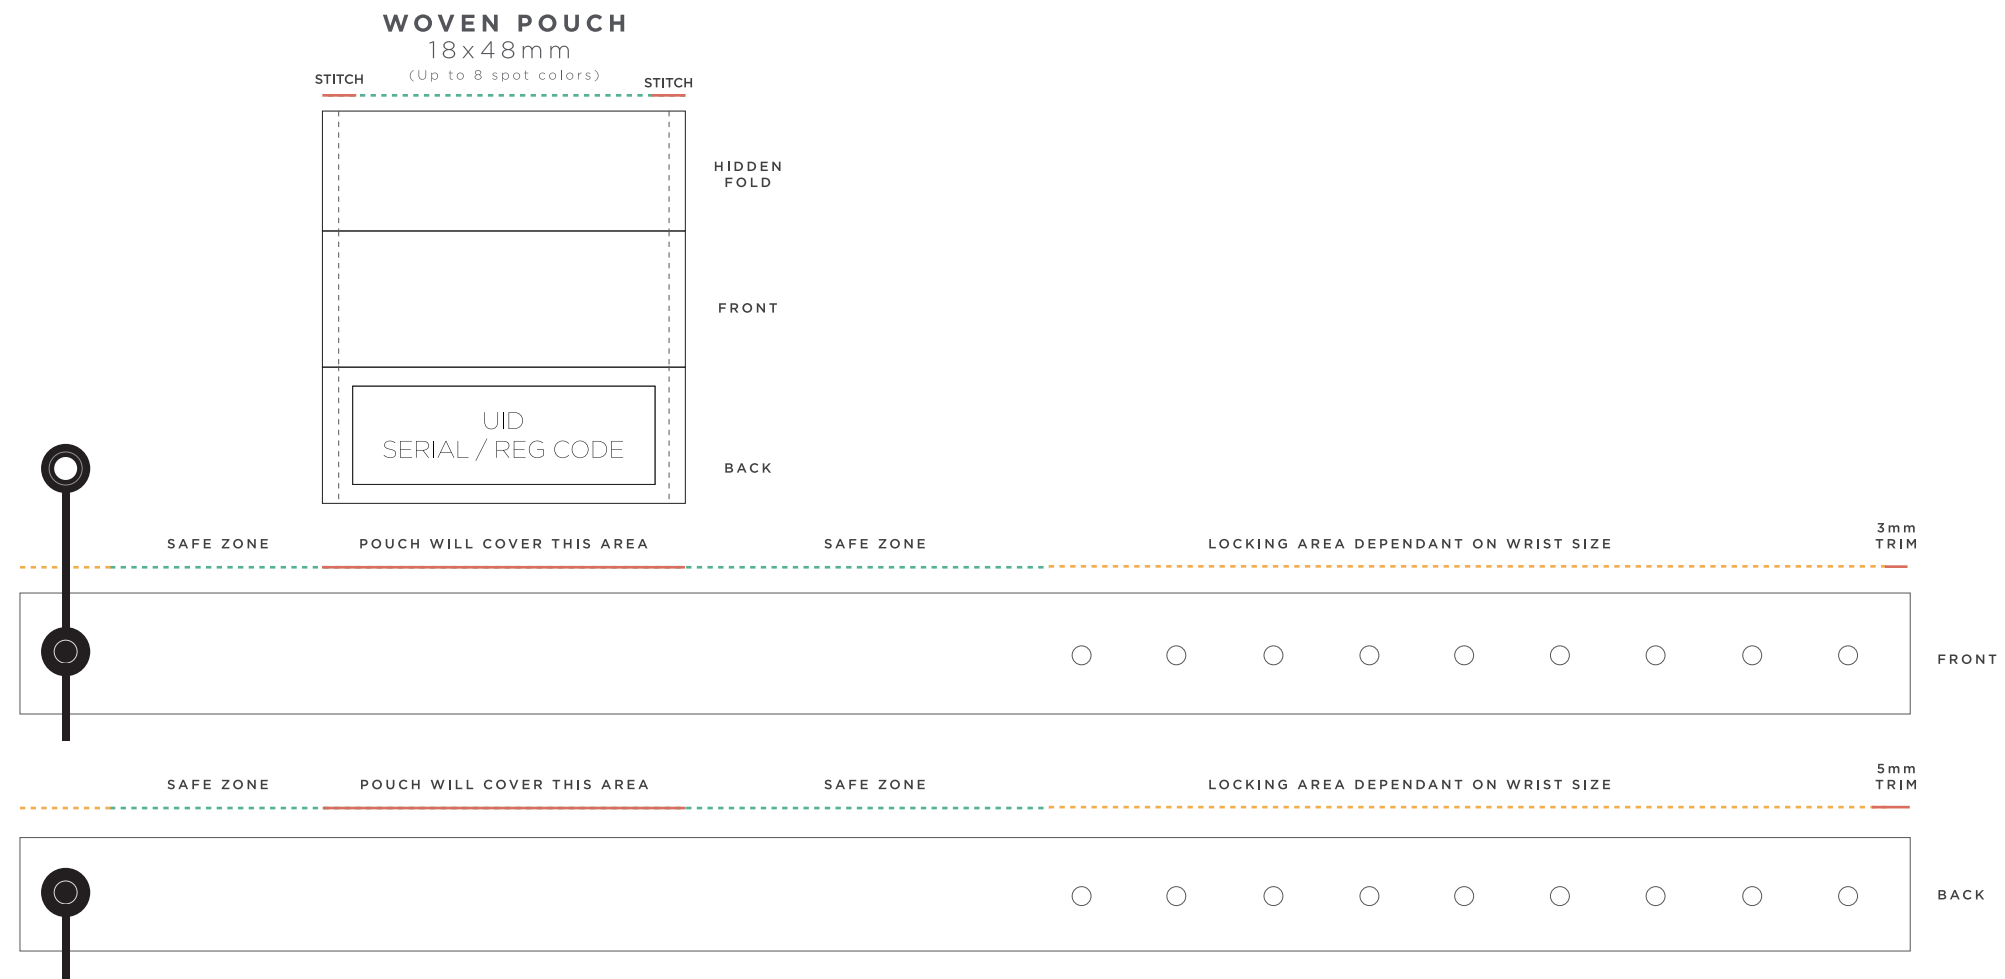 WOVEN POUCH
18x48mm
(Up to 8 spot colors)
STITCH
STITCH
HIDDEN
FOLD
FRONT
UID
SERIAL / REG CODE
BACK
SAFE ZONE
POUCH WILL COVER THIS AREA
SAFE ZONE
LOCKING AREA DEPENDANT ON WRIST SIZE
3mm
TRIM
FRONT
SAFE ZONE
POUCH WILL COVER THIS AREA
SAFE ZONE
LOCKING AREA DEPENDANT ON WRIST SIZE
5mm
TRIM
BACK